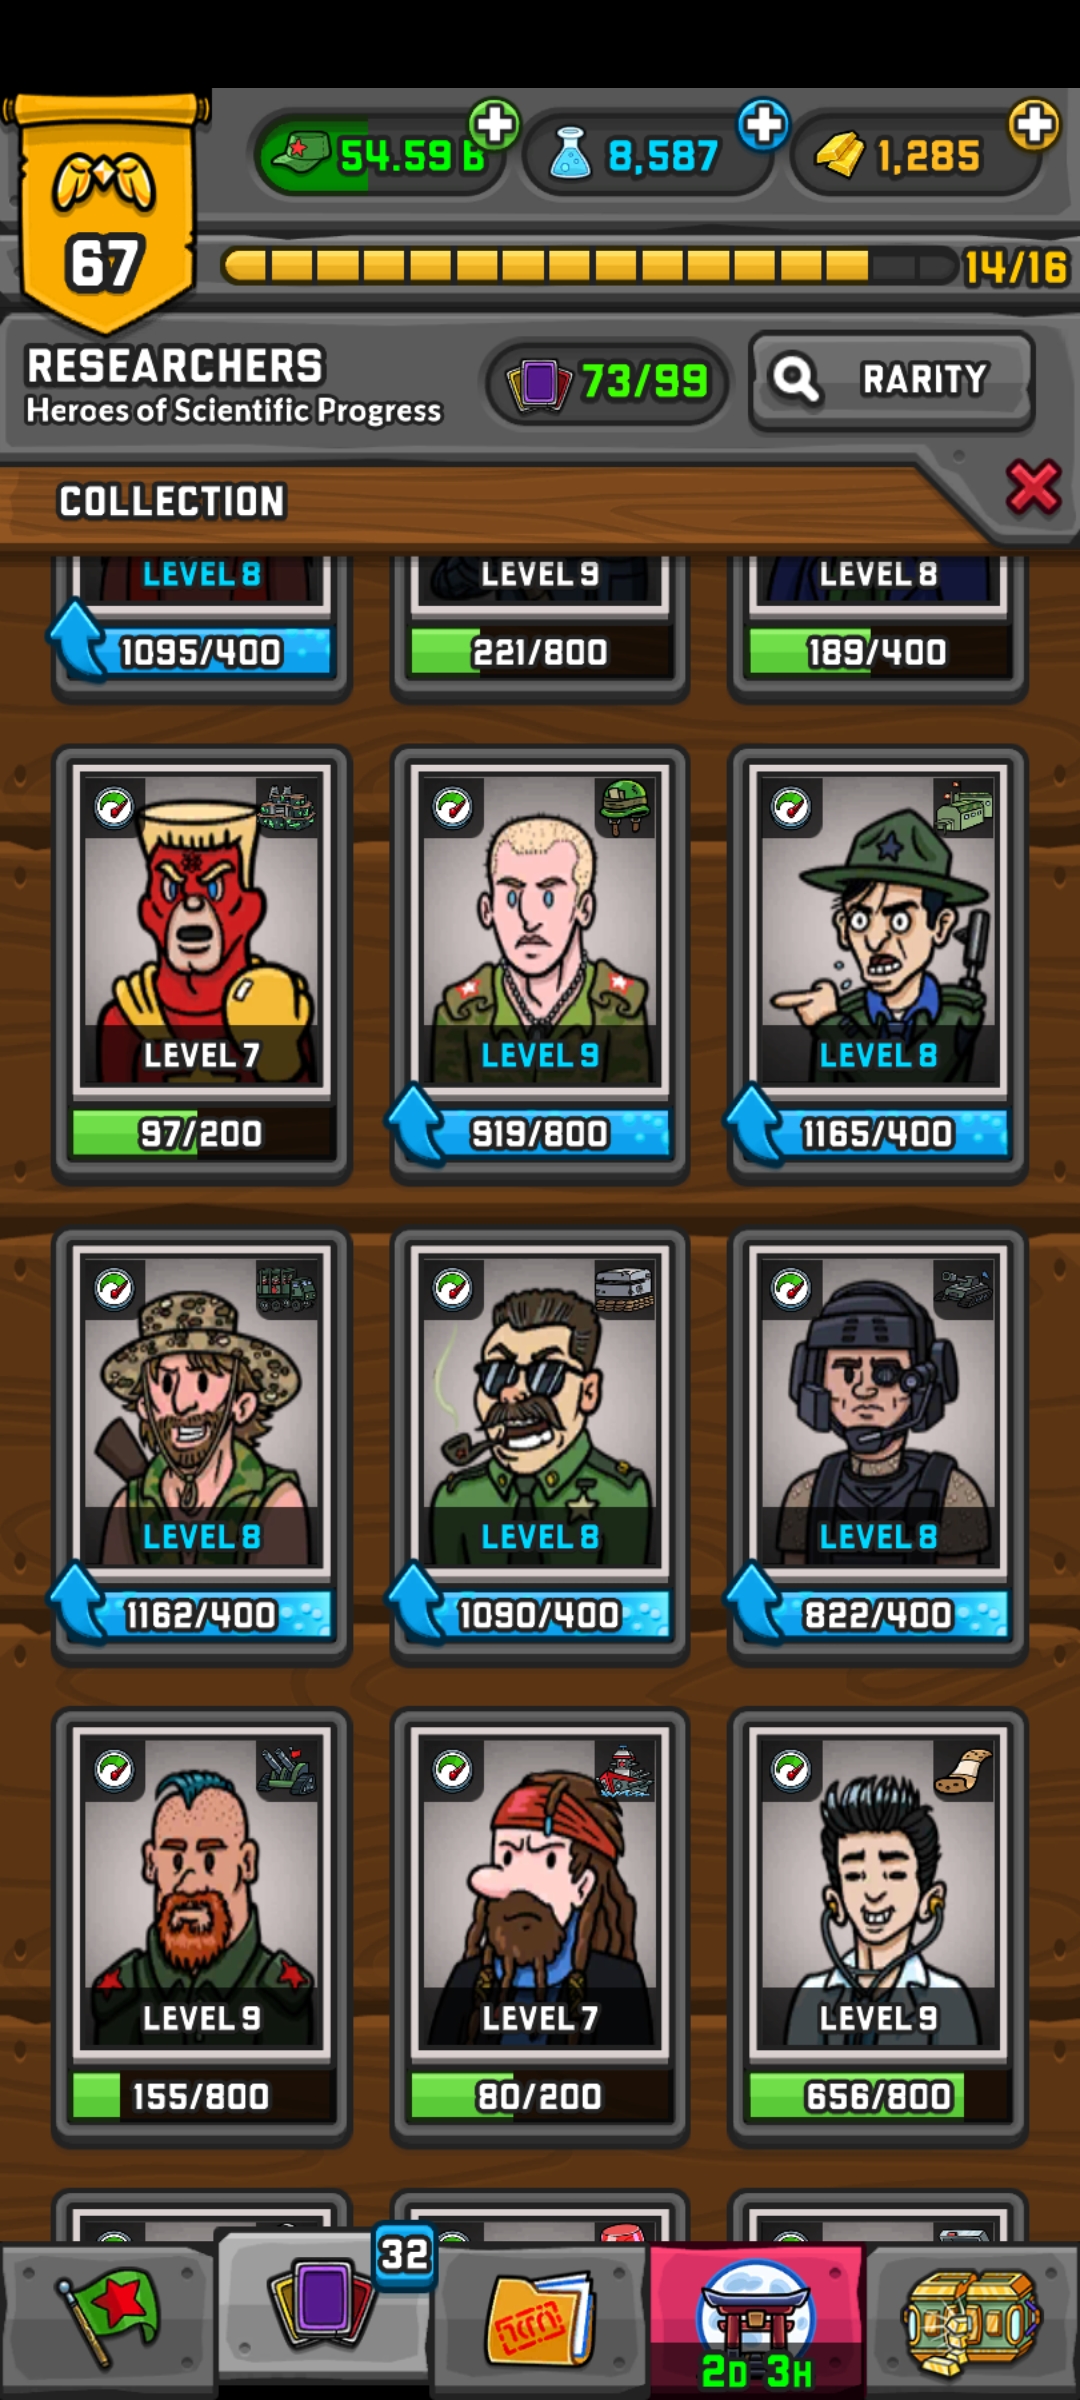 54.59 B
8,587
1,285
67
14/16
RESEARCHERS
Heroes of Scientific Progress
73/99
RARITY
COLLECTION
LEVEL 8
LEVEL 9
LEVEL 8
1095/400
221/800
189/400
LEVEL 7
LEVEL 9
LEVEL 8
97/200
919/800
1165/400
LEVEL 8
LEVEL 8
LEVEL 8
1162/400
1090/400
822/400
LEVEL 9
LEVEL 7
LEVEL 9
155/800
80/200
656/800
32
2D 3H